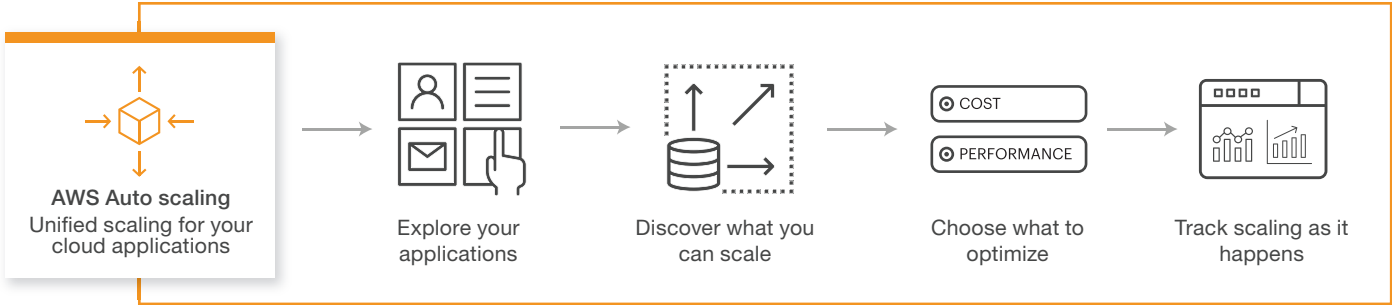 AWS Auto scaling
Unified scaling for your
cloud applications
Explore your
applications
Discover what you
can scale
COST
PERFORMANCE
Choose what to
optimize
Track scaling as it
happens